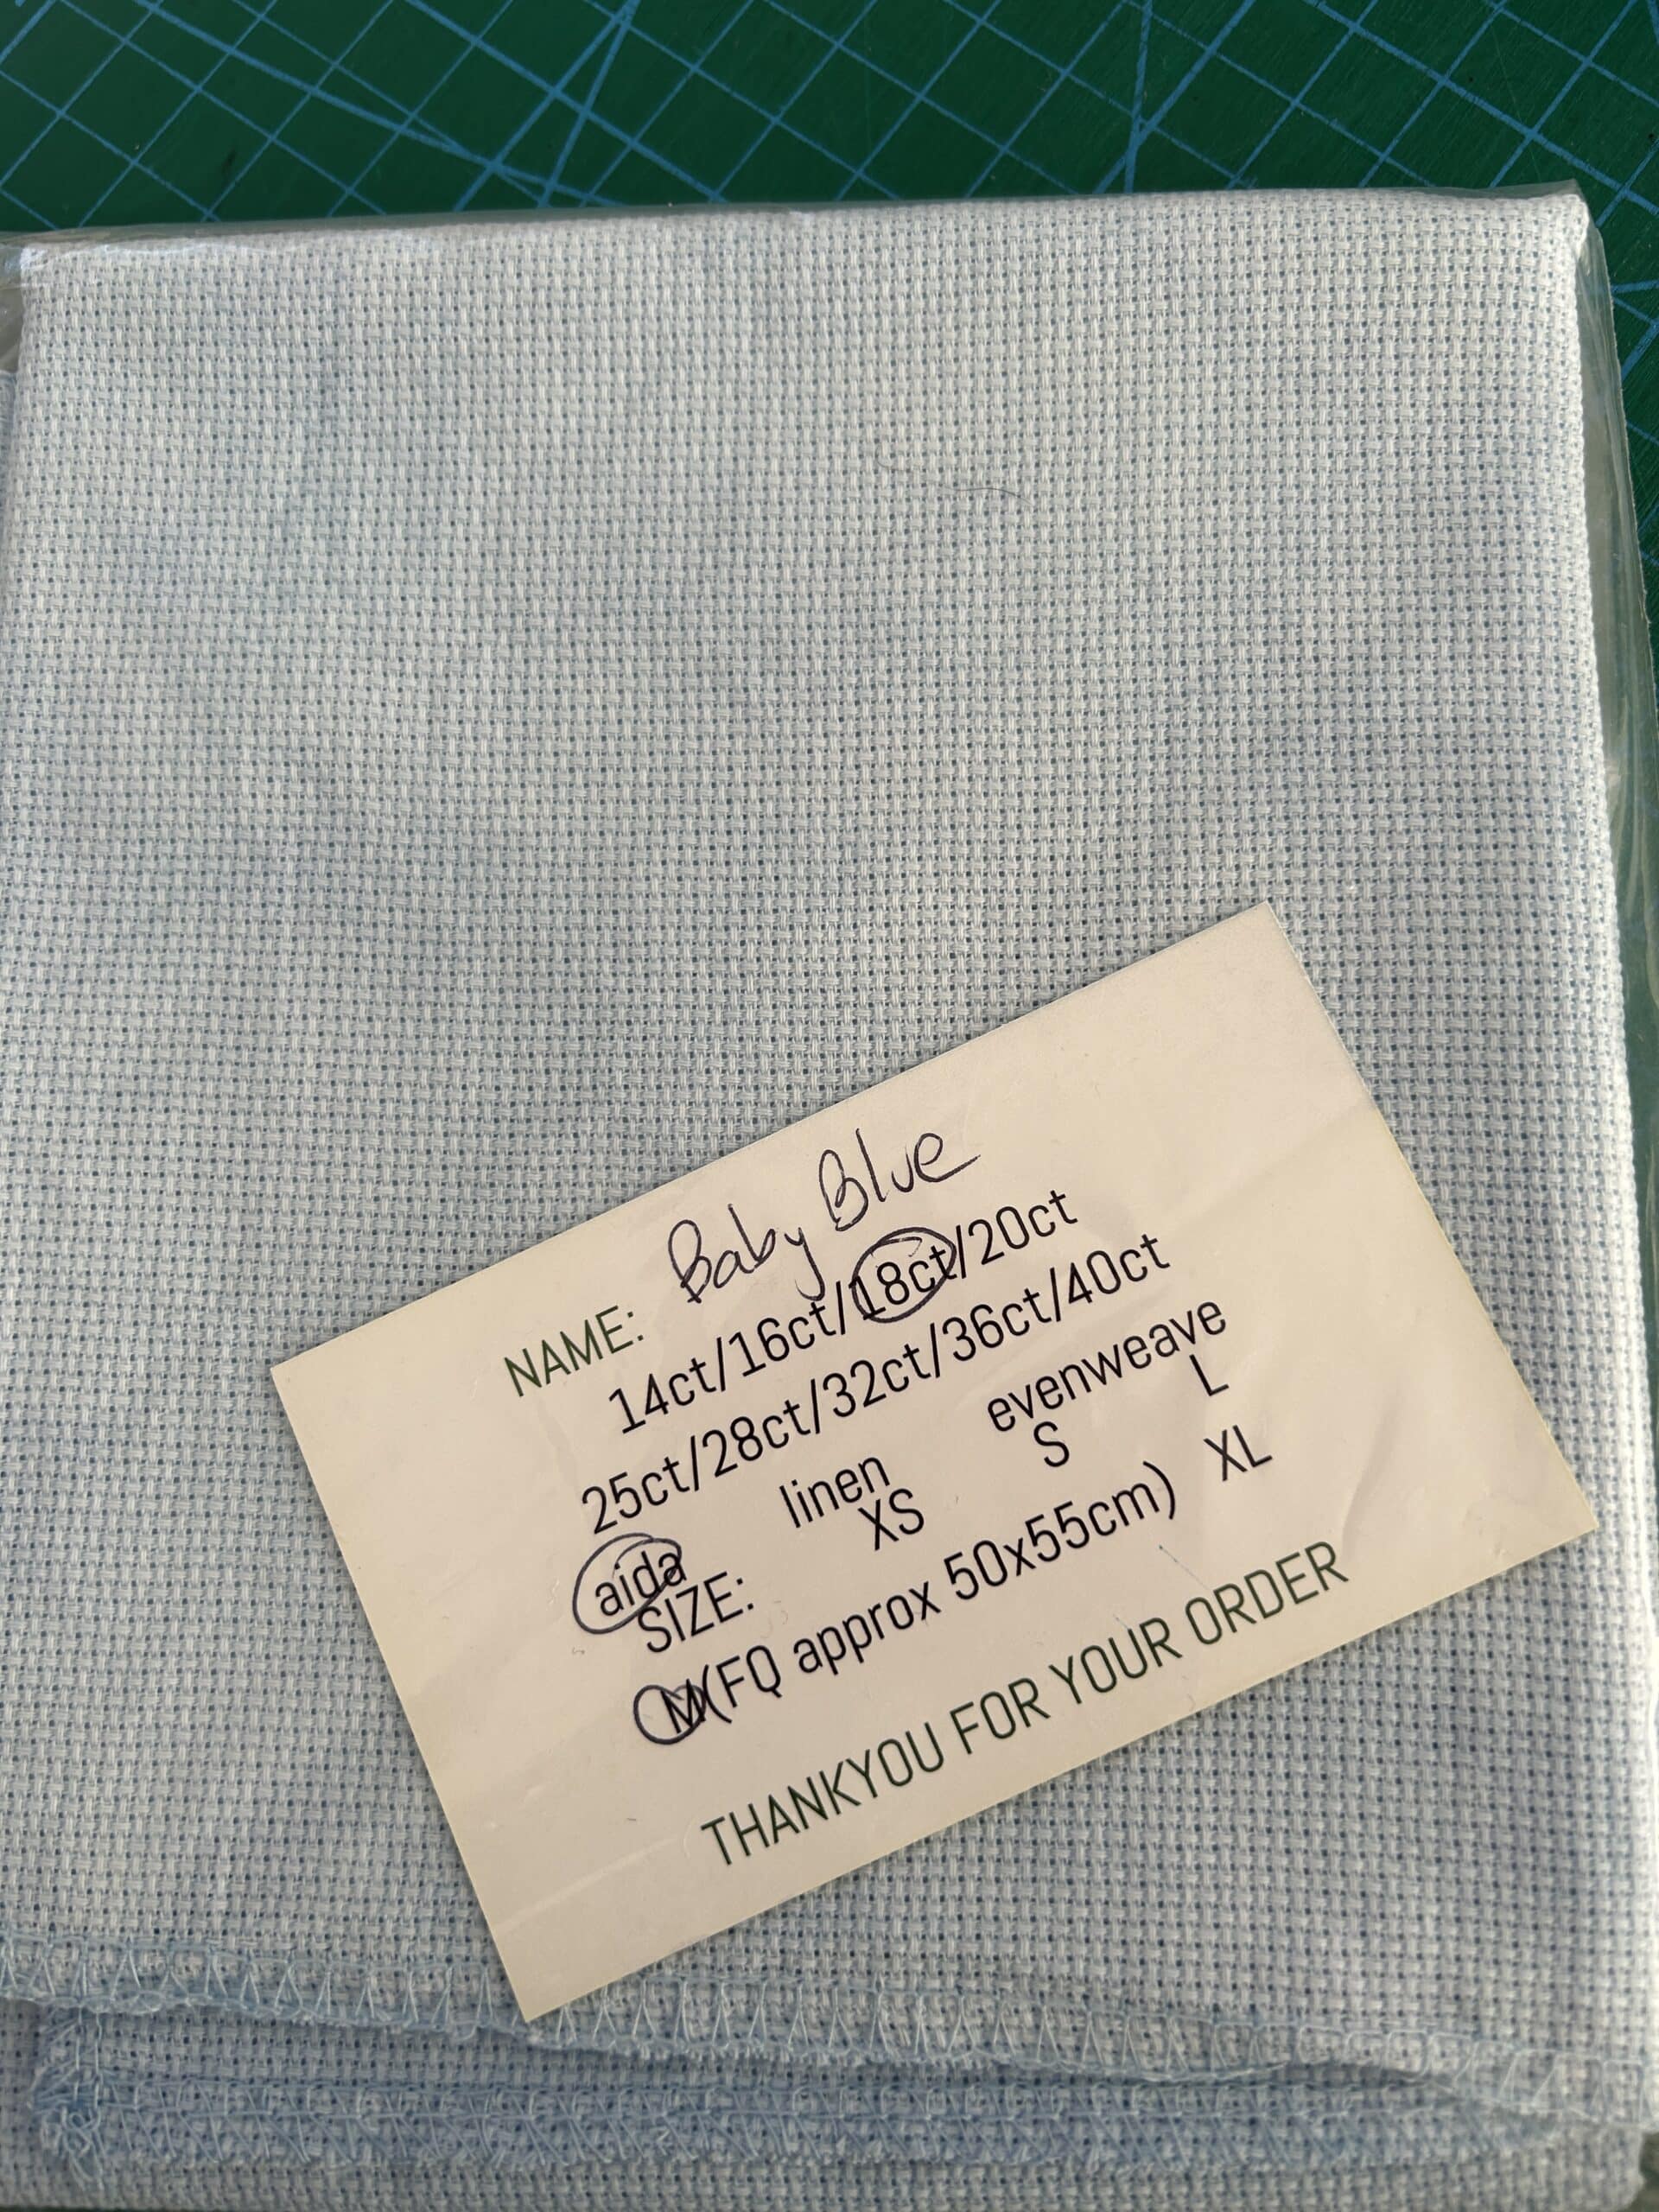 NAME: Baby Blue
14ct/16ct/18ct/20ct
25ct/28ct/32ct/36ct/40ct
aida linen evenweave
SIZE: XS S L
M(FQ approx 50x55cm) XL
THANKYOU FOR YOUR ORDER